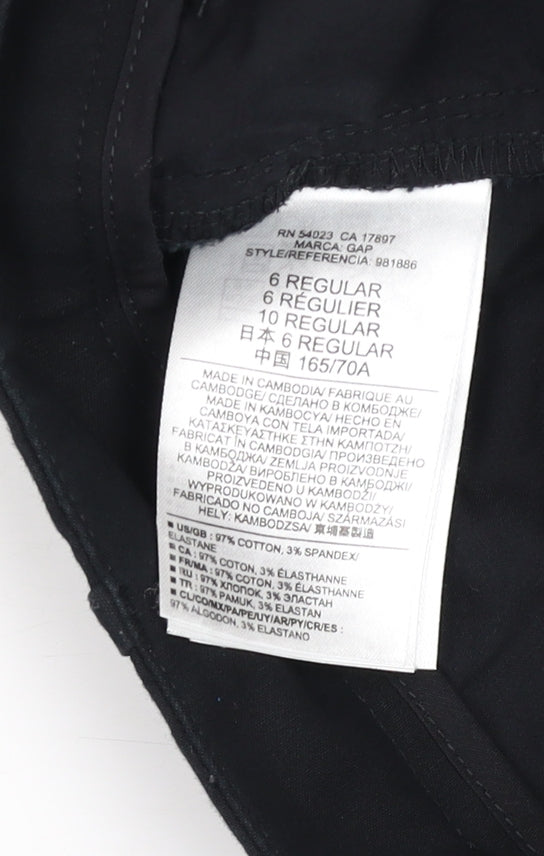 RN 54023 CA 17897
MARCA: GAP
STYLE/REFERENCIA: 981886
6 REGULAR
6 RÉGULIER
10 REGULAR
日本 6 REGULAR
中国 165/70A
MADE IN CAMBODIA/ FABRIQUE AU
CAMBODGE/ СДЕЛАНО В КОМБОДЖЕ/
MADE IN KAMBOCYA/ HECHO EN
CAMBOYA CON TELA IMPORTADA/
ΚΑΤΑΣΚΕΥΑΣΤΗΚΕ ΣΤΗΝ ΚΑΜΠΟΤΖΗ/
FABRICAT ÎN CAMBODGIA/ ПРОИЗВЕДЕНО
В КАМБОДЖА/ ZEMLJA PROIZVODNJE
KAMBODŽA/ ВИРОБЛЕНО В КАМБОДЖІ/
PROIZVEDENO U KAMBODŽI/
WYPRODUKOWANO W KAMBODŻY/
FABRICADO NO CAMBOJA/ SZÁRMAZÁSI
HELY: KAMBODZSA/ 柬埔寨製造
■ US/GB : 97% COTTON, 3% SPANDEX/
ELASTANE
■ CA : 97% COTON, 3% ÉLASTHANNE
■ FR/MA : 97% COTON, 3% ÉLASTHANNE
■ RU : 97% ХЛОПОК, 3% ЭЛАСТАН
■ TR : 97% PAMUK, 3% ELASTAN
■ CL/CO/MX/PA/PE/UY/AR/PY/CR/ES :
97% ALGODON, 3% ELASTANO